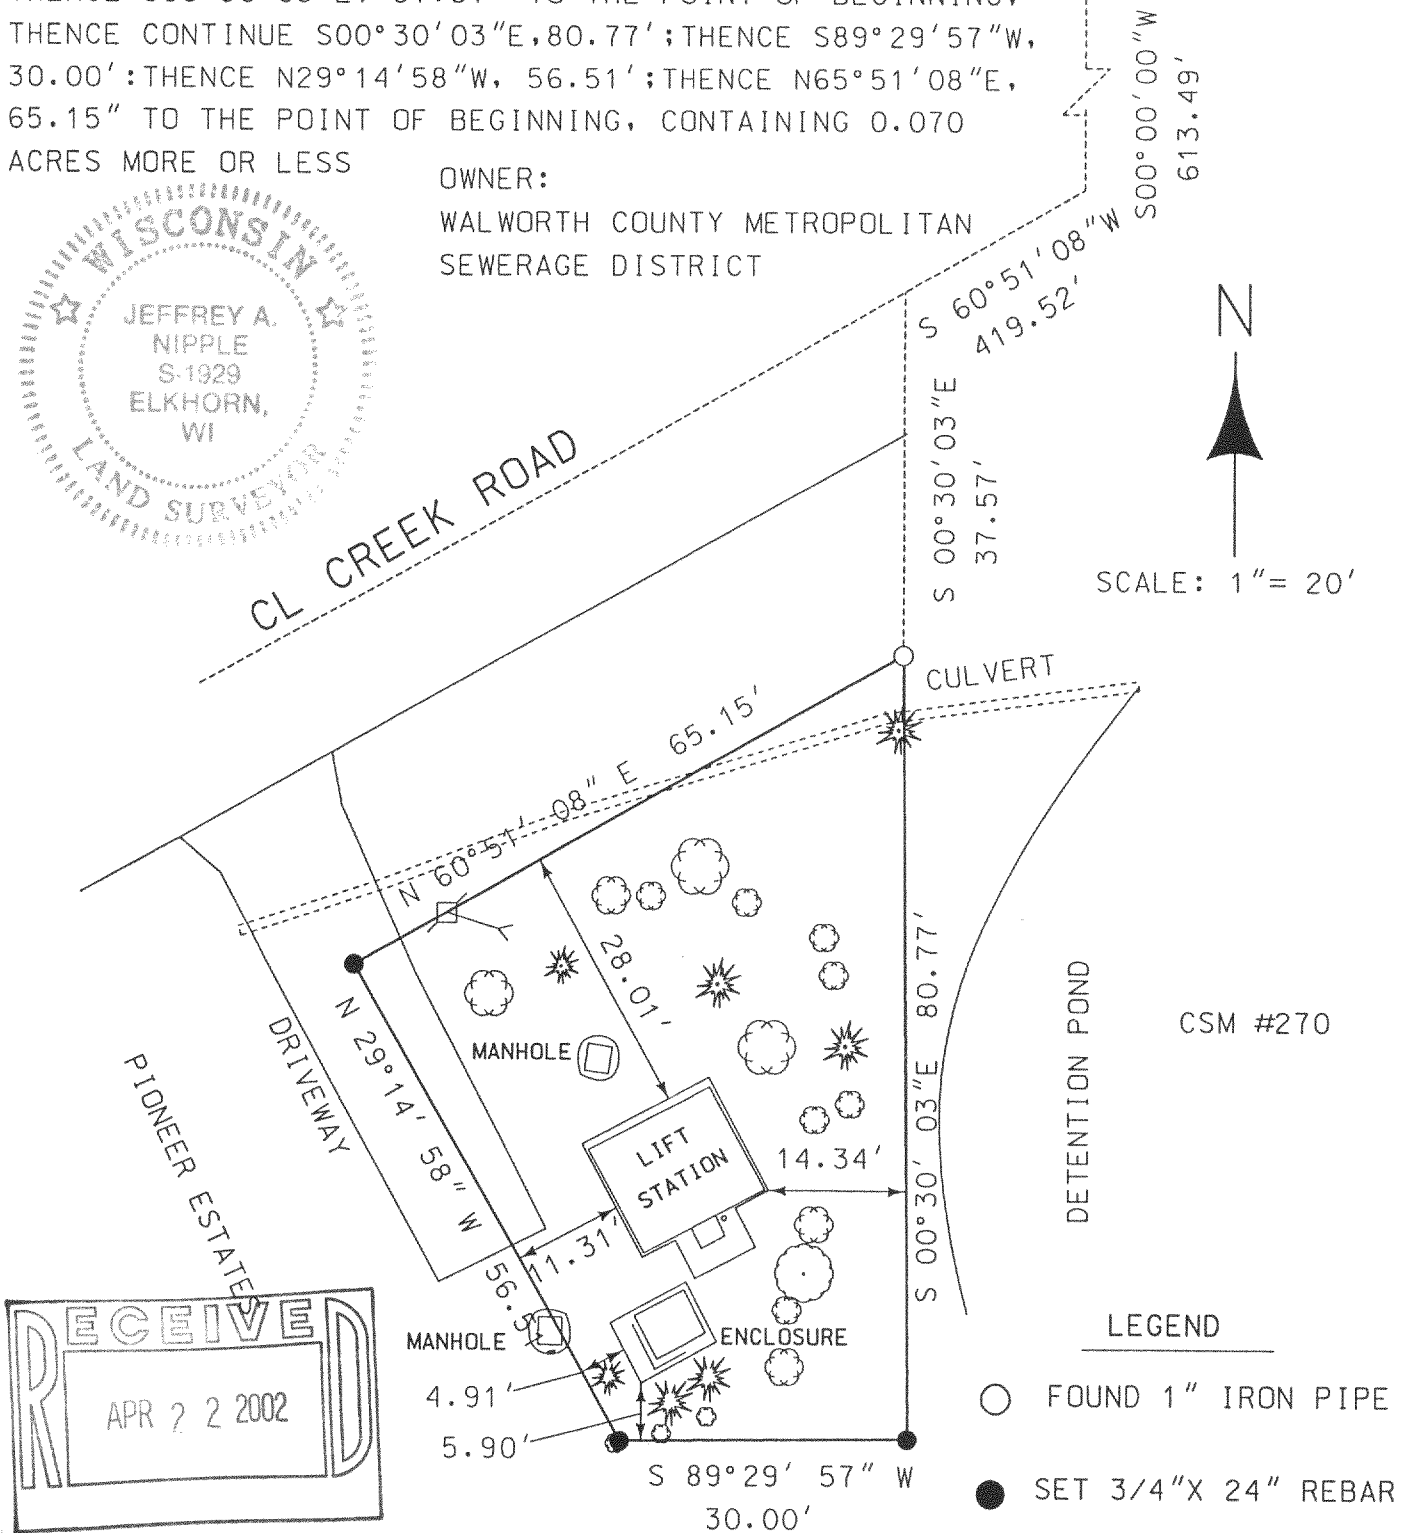 THENCE CONTINUE S00°30'03"E,80.77';THENCE S89°29'57"W,
30.00':THENCE N29°14'58"W, 56.51';THENCE N65°51'08"E,
65.15" TO THE POINT OF BEGINNING, CONTAINING 0.070
ACRES MORE OR LESS
OWNER:
WALWORTH COUNTY METROPOLITAN
SEWERAGE DISTRICT
S00°00'00"W
613.49'
WISCONSIN
JEFFREY A.
NIPPLE
S-1929
ELKHORN,
WI
LAND SURVEYOR
S 60°51'08"W
419.52'
N
S 00°30'03"E
37.57'
SCALE: 1"= 20'
CL CREEK ROAD
CULVERT
N 60°51' 08" E 65.15'
28.01'
N 29°14' 58" W
DRIVEWAY
PIONEER ESTATES
MANHOLE
S 00°30' 03"E 80.77'
DETENTION POND
CSM #270
LIFT
STATION
14.34'
11.31'
MANHOLE
ENCLOSURE
4.91'
5.90'
S 89°29' 57" W
30.00'
RECEIVED
APR 2 2 2002
LEGEND
FOUND 1" IRON PIPE
SET 3/4"X 24" REBAR